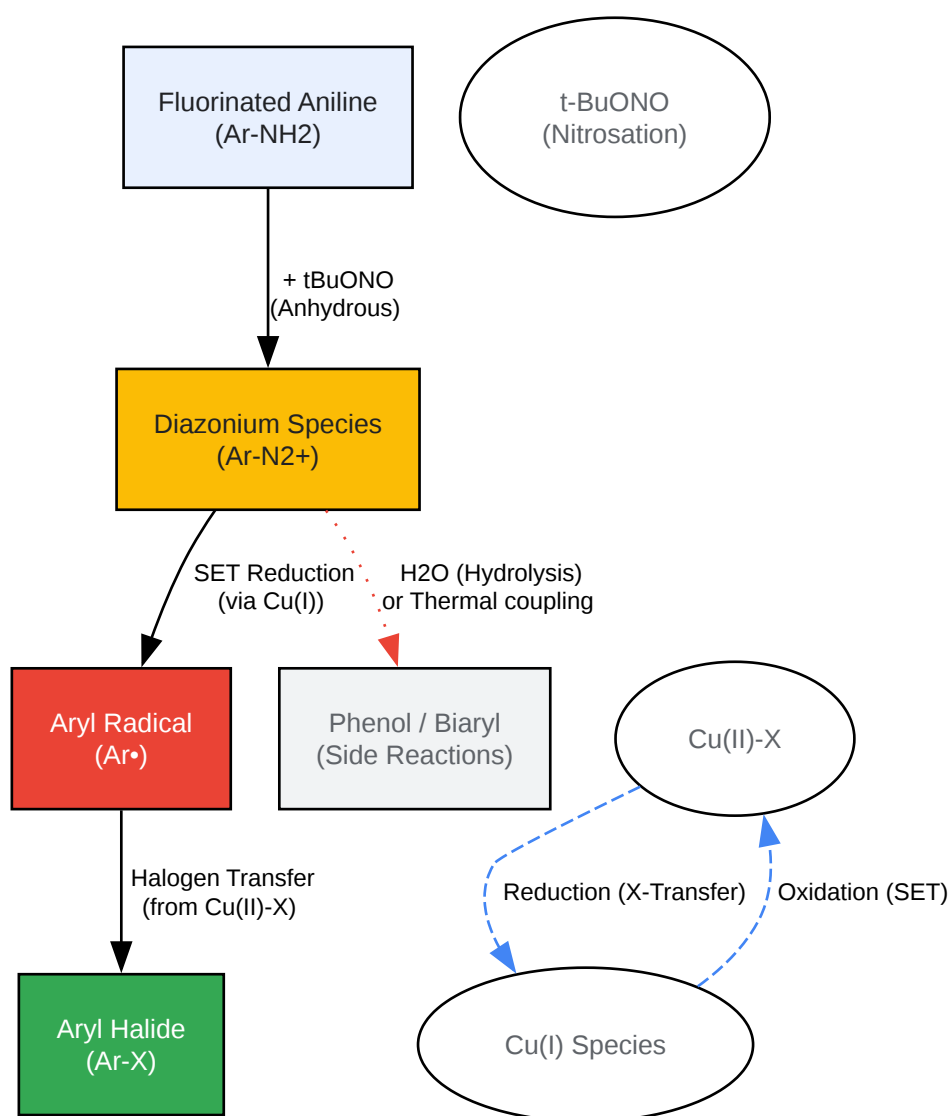 Fluorinated Aniline
(Ar-NH2)
t-BuONO
(Nitrosation)
+ tBuONO
(Anhydrous)
Diazonium Species
(Ar-N2+)
SET Reduction
(via Cu(I))
H2O (Hydrolysis)
or Thermal coupling
Aryl Radical
(Ar•)
Phenol / Biaryl
(Side Reactions)
Cu(II)-X
Halogen Transfer
(from Cu(II)-X)
Reduction (X-Transfer)
Oxidation (SET)
Aryl Halide
(Ar-X)
Cu(I) Species